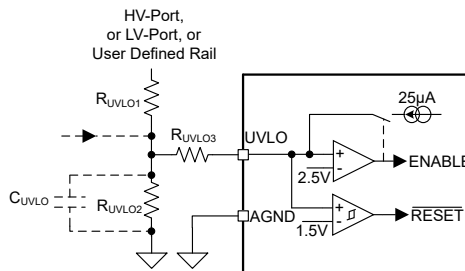 HV-Port,
or LV-Port, or
User Defined Rail
RUVLO1
25µA
RUVLO3
UVLO
+
-
2.5V
ENABLE
CUVLO
RUVLO2
AGND
+
-
1.5V
RESET